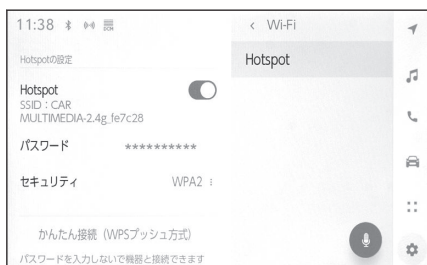 11:38
DCM
Hotspotの設定
Hotspot
SSID：CAR
MULTIMEDIA-2.4g_fe7c28
パスワード **********
セキュリティ WPA2
かんたん接続（WPSプッシュ方式）
パスワードを入力しないで機器と接続できます
< Wi-Fi
Hotspot